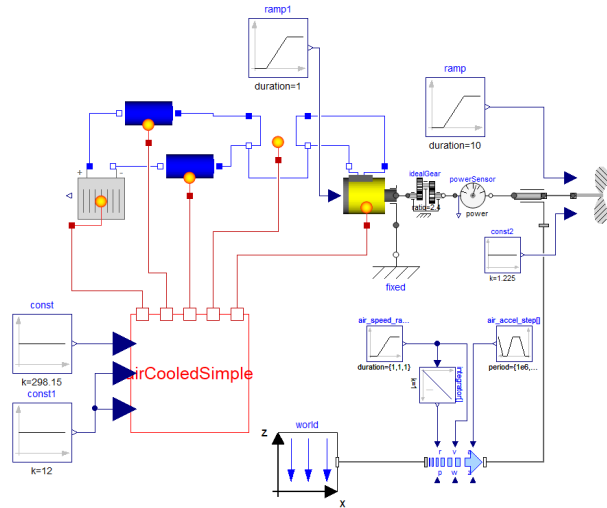 ramp1
duration=1
ramp
duration=10
+
-
idealGear
ratio=2.4
powerSensor
power
const2
k=1.225
fixed
const
k=298.15
const1
k=12
airCooledSimple
air_speed_ra...
duration={1,1,1}
air_accel_step[]
period={1e6,...
integrator[]
k=1
world
z
x
r
v
p
w